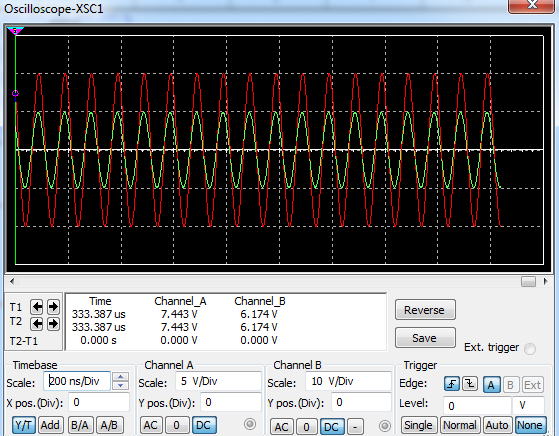 Oscilloscope-XSC1
Time Channel_A Channel_B
T1 333.387 us 7.443 V 6.174 V
T2 333.387 us 7.443 V 6.174 V
T2-T1 0.000 s 0.000 V 0.000 V
Reverse
Save
Ext. trigger
Timebase
Scale: 200 ns/Div
X pos.(Div): 0
Y/T Add B/A A/B
Channel A
Scale: 5 V/Div
Y pos.(Div): 0
AC 0 DC
Channel B
Scale: 10 V/Div
Y pos.(Div): 0
AC 0 DC -
Trigger
Edge: A B Ext
Level: 0 V
Single Normal Auto None